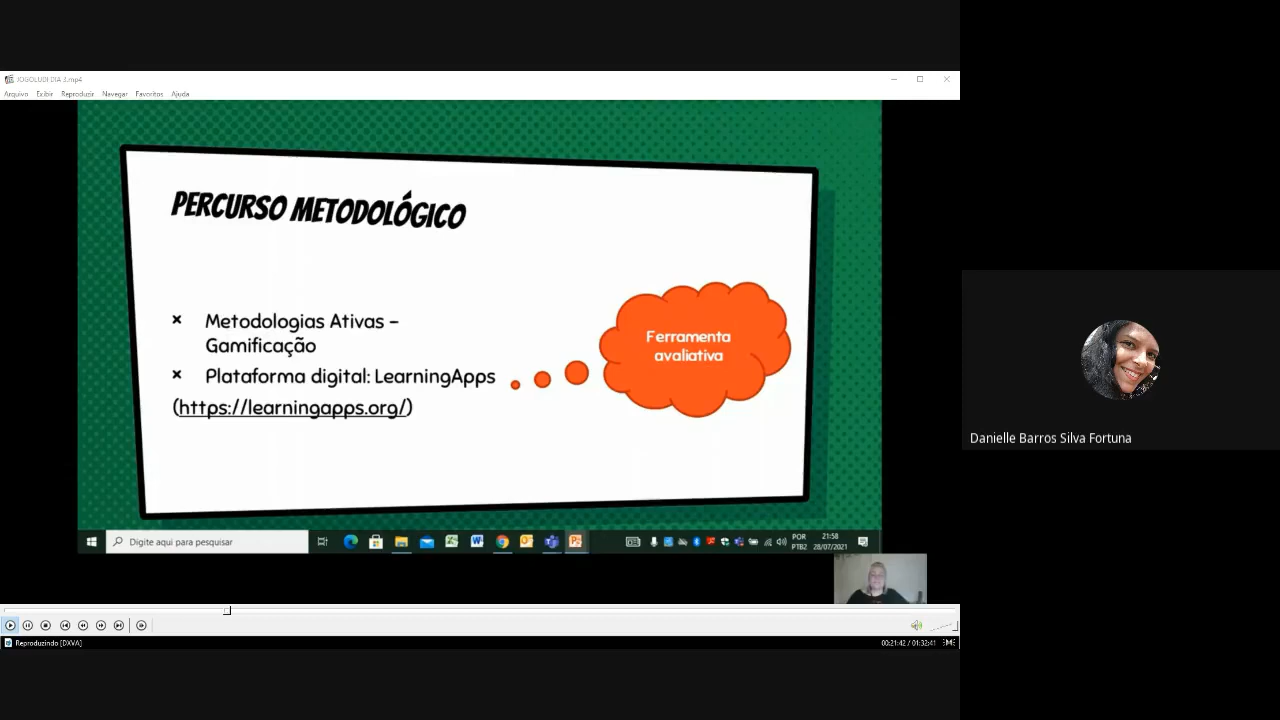 JOGOLUDI DIA 3.mp4
Arquivo Exibir Reproduzir Navegar Favoritos Ajuda
PERCURSO METODOLÓGICO
× Metodologias Ativas –
Gamificação
× Plataforma digital: LearningApps
(https://learningapps.org/)
Ferramenta
avaliativa
Digite aqui para pesquisar
POR
PTB2
21:58
28/07/2021
Reproduzindo [DXVA]
00:21:42 / 01:32:41
Danielle Barros Silva Fortuna